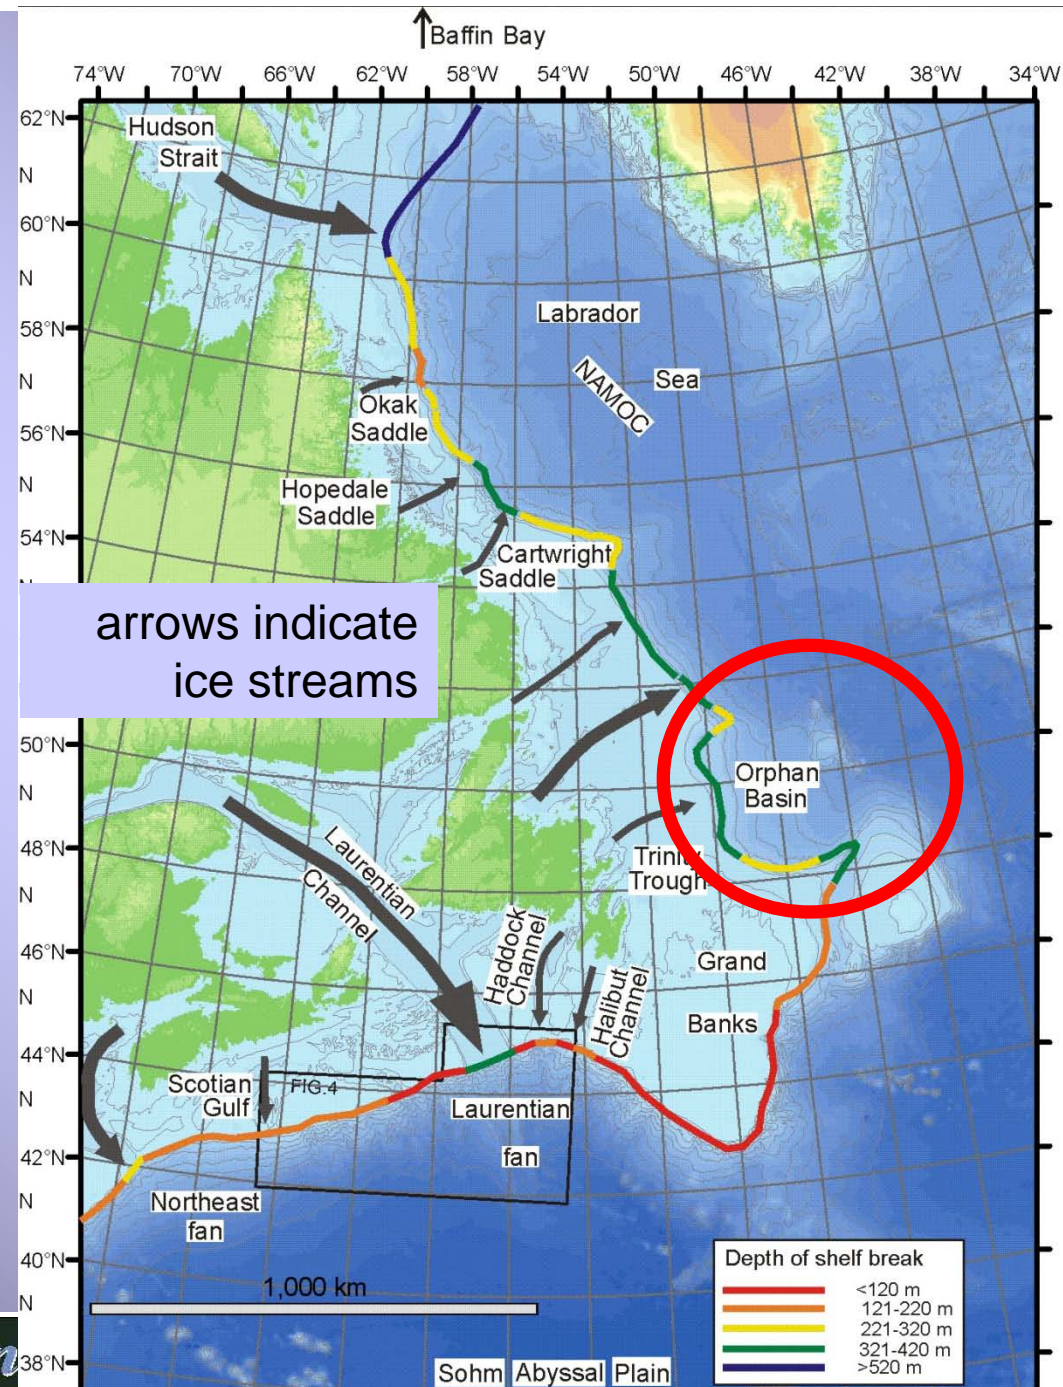 Baffin Bay
74°W 70°W 66°W 62°W 58°W 54°W 50°W 46°W 42°W 38°W 34°W
62°N
Hudson
Strait
N
60°N
N
Labrador
58°N
Sea
NAMOC
N
Okak
Saddle
56°N
Hopedale
Saddle
N
54°N
Cartwright
Saddle
arrows indicate
ice streams
50°N
Orphan
Basin
N
48°N
Laurentian
Channel
Trinity
Trough
N
Haddock
Channel
Halibut
Channel
46°N
Grand
Banks
N
44°N
Scotian
Gulf
FIG.4
N
Laurentian
fan
42°N
Northeast
fan
N
40°N
1,000 km
N
38°N
Sohm Abyssal Plain
Depth of shelf break
<120 m
121-220 m
221-320 m
321-420 m
>520 m